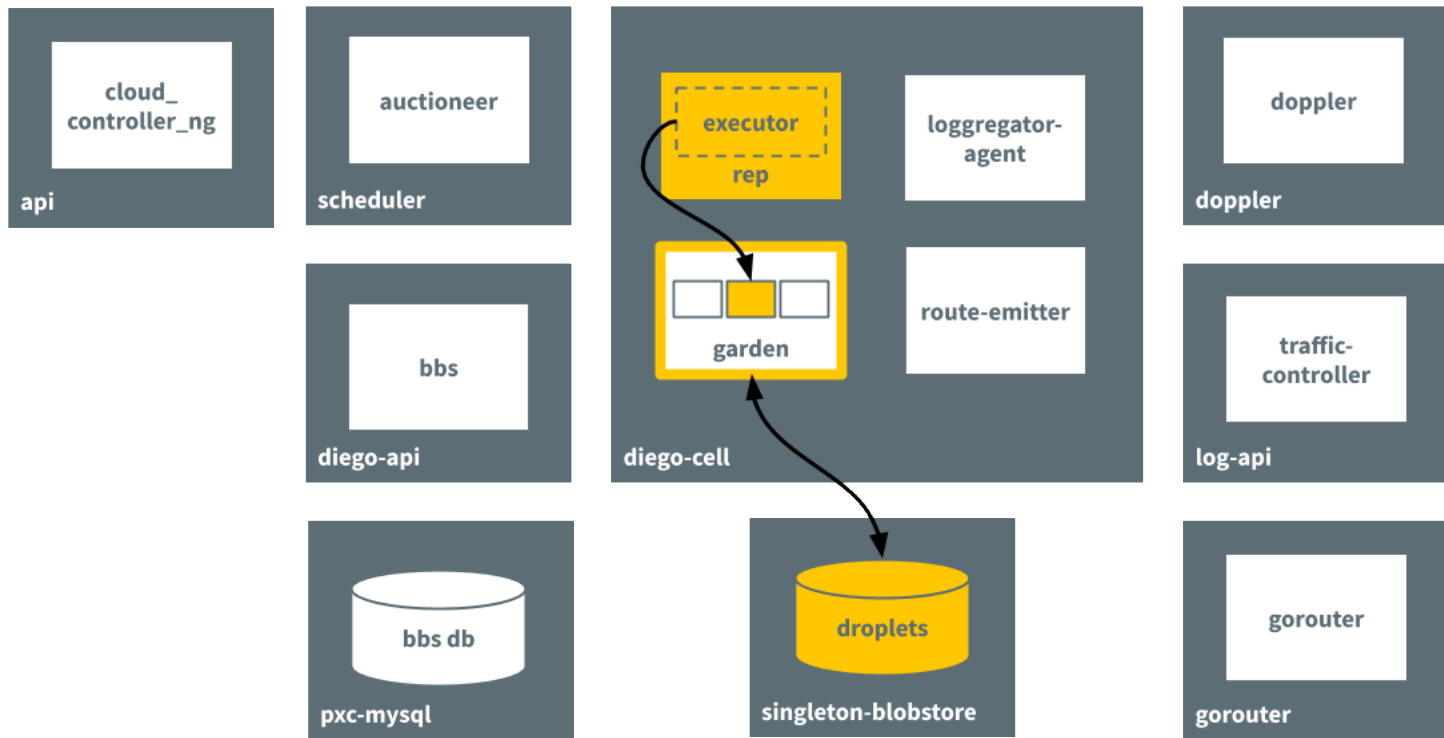 cloud_
controller_ng
api
auctioneer
scheduler
bbs
diego-api
bbs db
pxc-mysql
executor
rep
loggregator-
agent
garden
route-emitter
diego-cell
droplets
singleton-blobstore
doppler
doppler
traffic-
controller
log-api
gorouter
gorouter